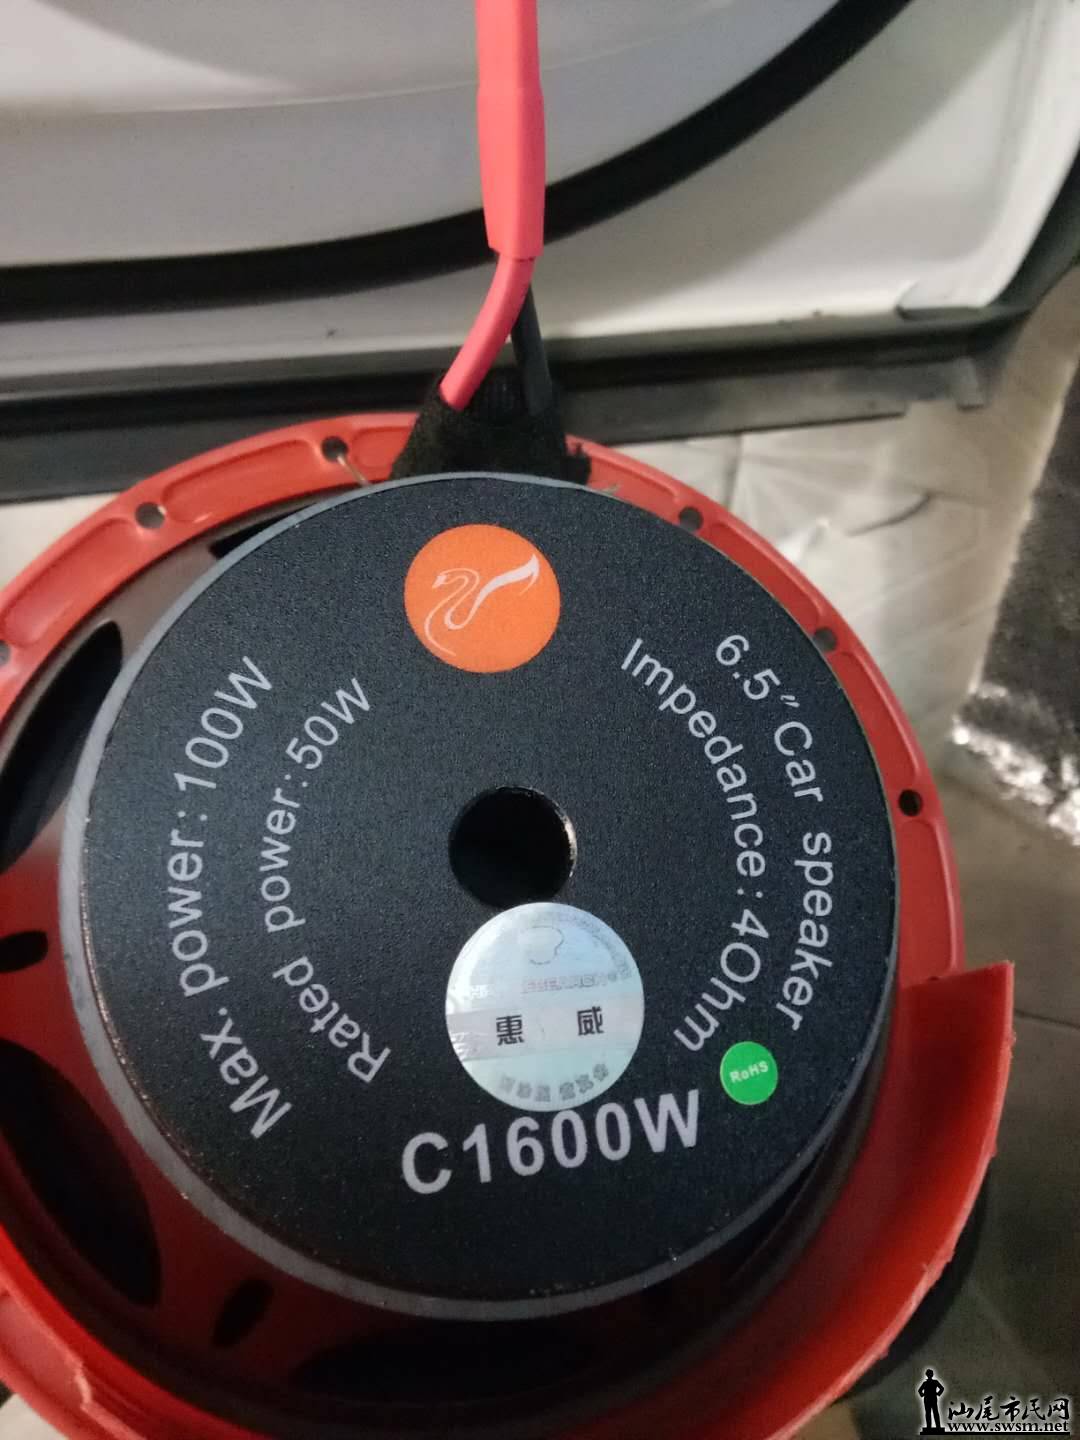 Max. power: 100W
Rated power: 50W
6.5" Car speaker
Impedance: 4Ohm
惠 威
RoHS
C1600W
汕尾市民网
www.swsm.net